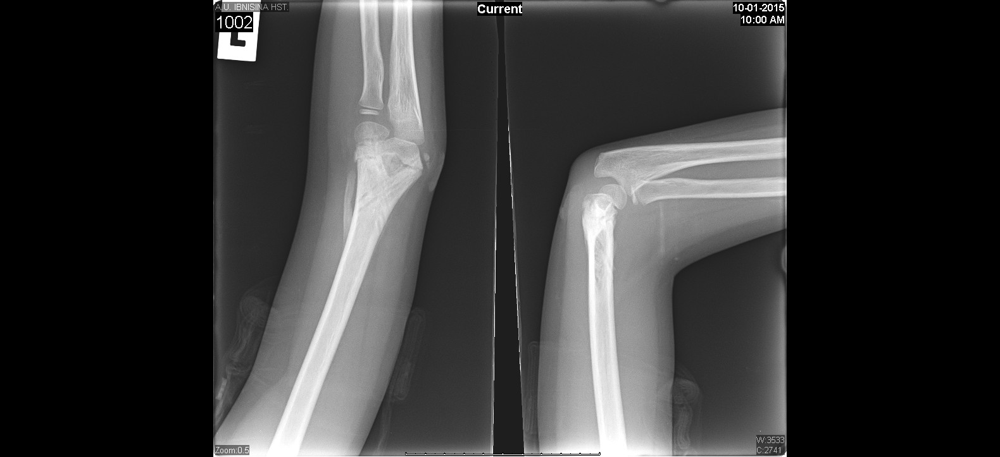 A.U. IBNISINA HST.
1002
L
Current
10-01-2015
10:00 AM
Zoom:0.5
W:3533
C:2741